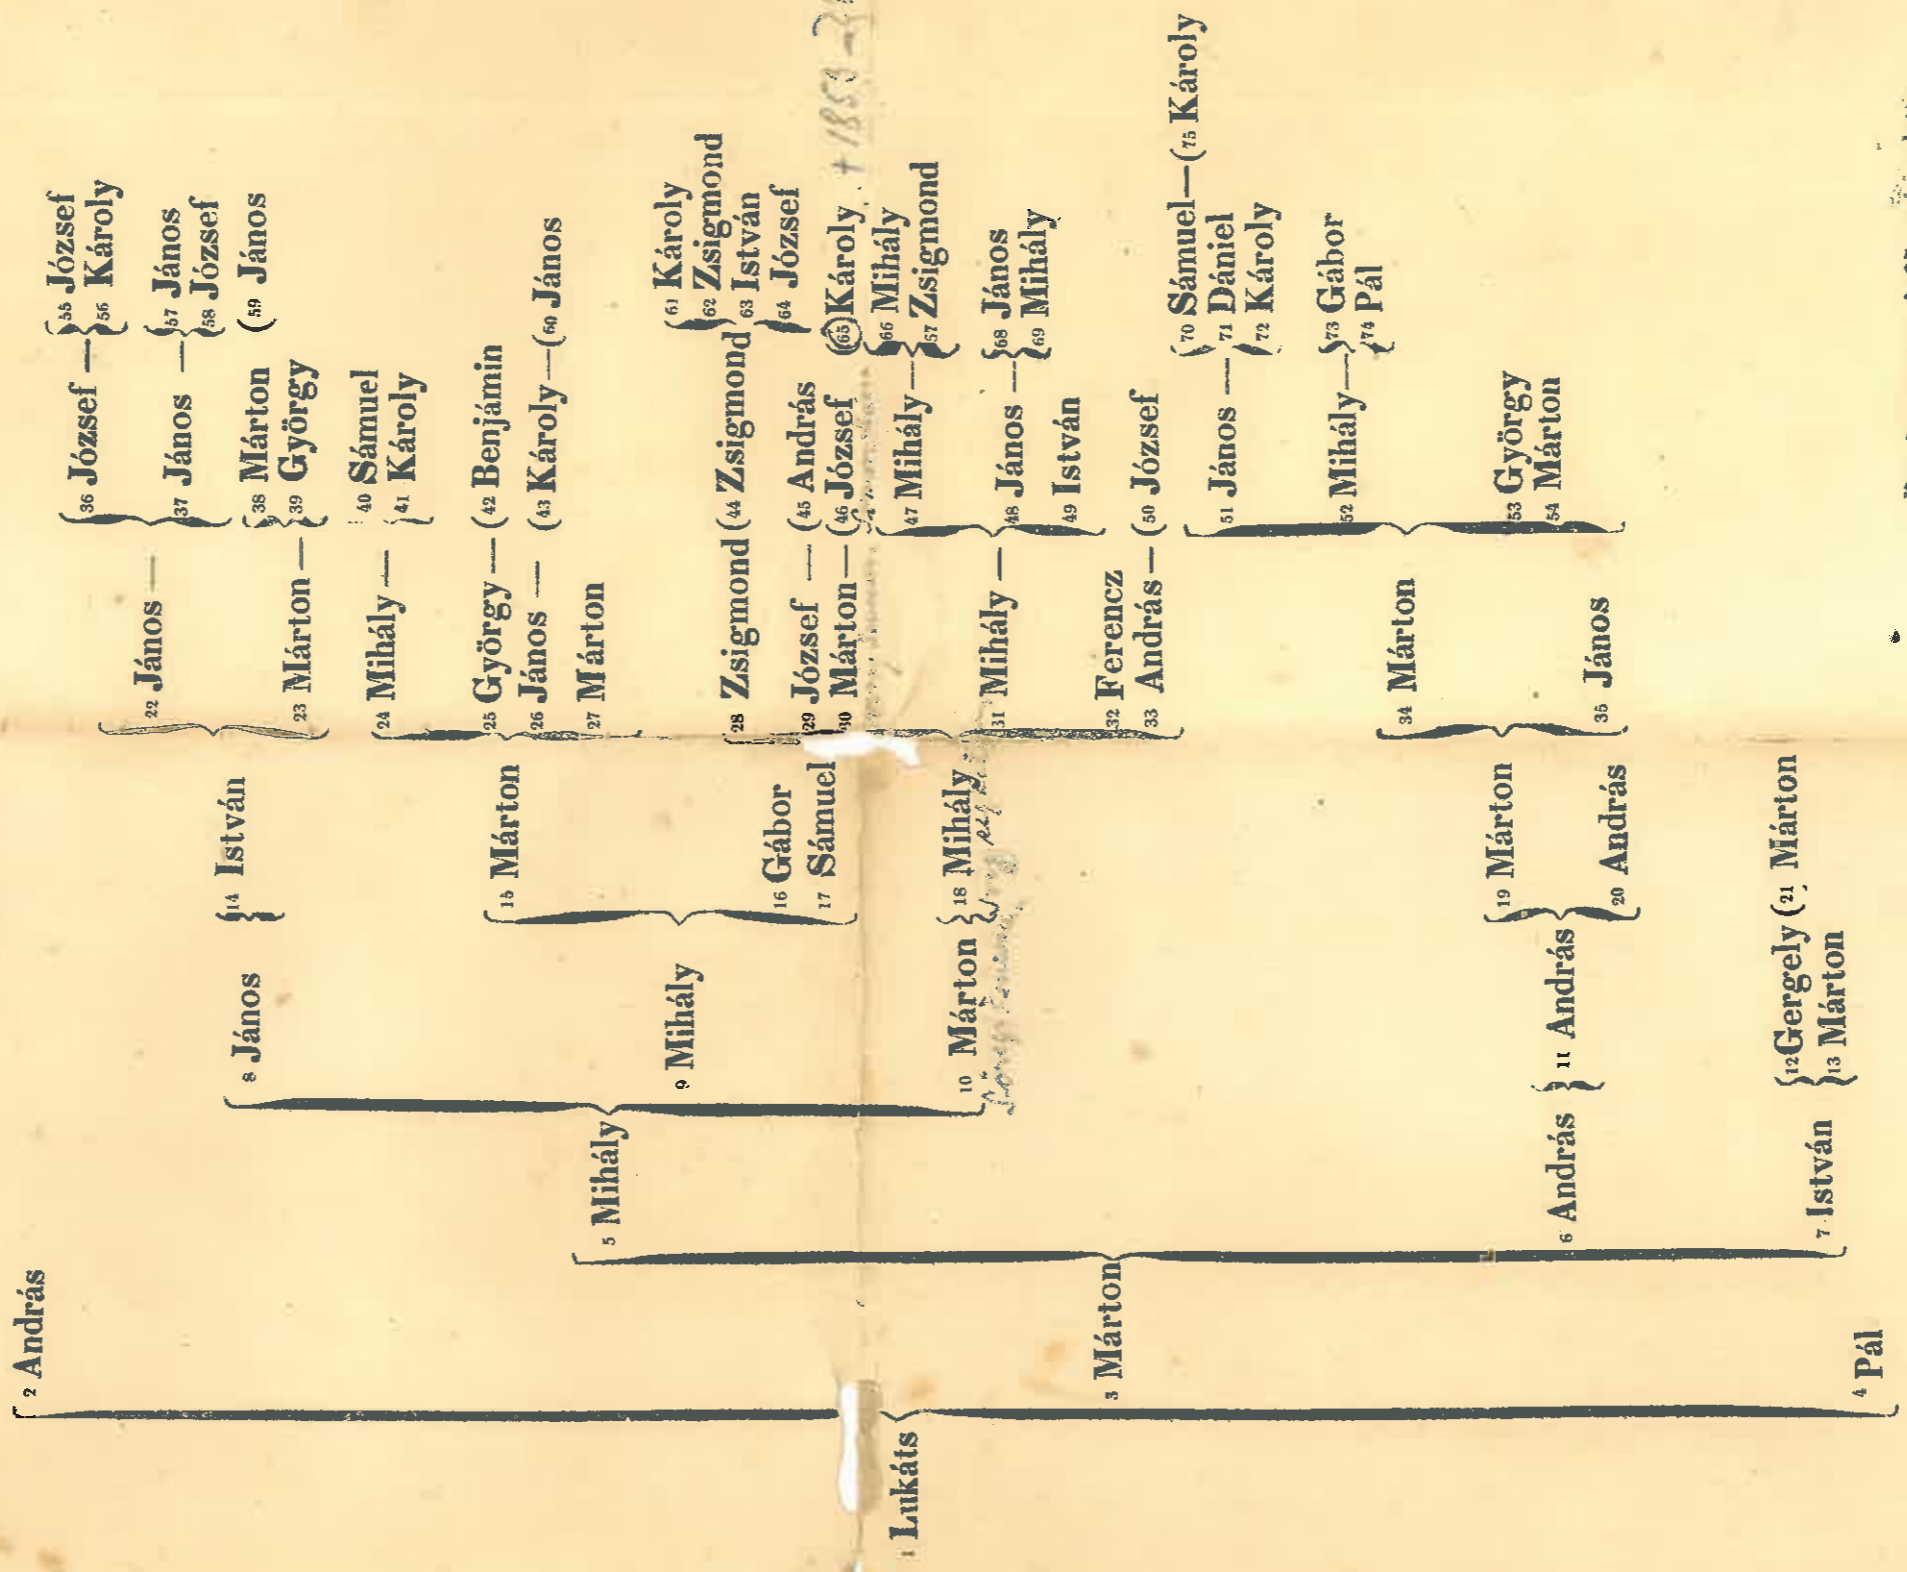 1 Lukáts
2 András
3 Márton
4 Pál
5 Mihály
6 András
7 István
8 János
9 Mihály
10 Márton
11 András
12 Gergely
13 Márton
14 István
15 Márton
16 Gábor
17 Sámuel
18 Mihály
19 Márton
20 András
21 Márton
22 János
23 Márton
24 Mihály
25 György
26 János
27 Márton
28 Zsigmond
29 József
30 Márton
31 Mihály
32 Ferencz
33 András
34 Márton
35 János
36 József
37 János
38 Márton
39 György
40 Sámuel
41 Károly
42 Benjámin
43 Károly
44 Zsigmond
45 András
46 József
47 Mihály
48 János
49 István
50 József
51 János
52 Mihály
53 György
54 Márton
55 József
56 Károly
57 János
58 József
59 János
60 János
61 Károly
62 Zsigmond
63 István
64 József
65 Károly + 1853
66 Mihály
67 Zsigmond
68 János
69 Mihály
70 Sámuel
71 Dániel
72 Károly
73 Gábor
74 Pál
75 Károly